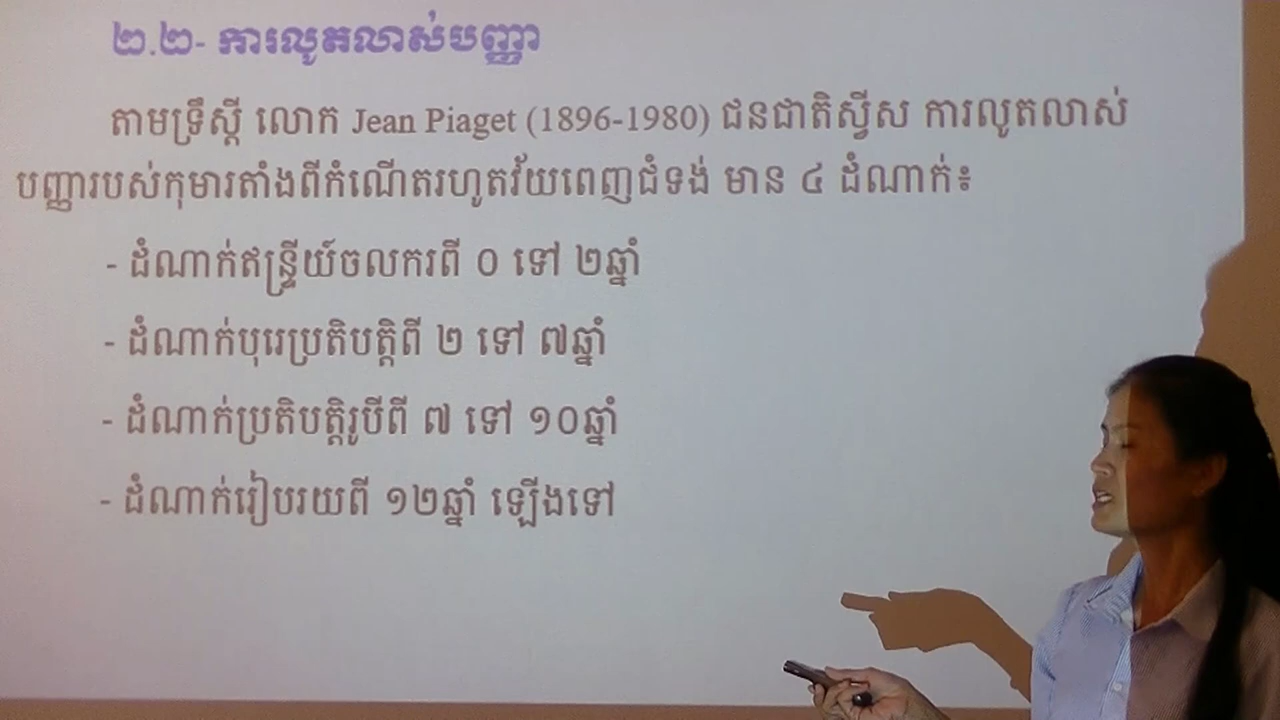 ២.២- ការលូតលាស់បញ្ញា
តាមទ្រឹស្តី លោក Jean Piaget (1896-1980) ជនជាតិស្វីស ការលូតលាស់
បញ្ញារបស់កុមារតាំងពីកំណើតរហូតវ័យពេញជំទង់ មាន ៤ ដំណាក់៖
- ដំណាក់ឥន្ទ្រីយ៍ចលករពី ០ ទៅ ២ឆ្នាំ
- ដំណាក់បុរេប្រតិបត្តិពី ២ ទៅ ៧ឆ្នាំ
- ដំណាក់ប្រតិបត្តិរូបីពី ៧ ទៅ ១០ឆ្នាំ
- ដំណាក់រៀបរយពី ១២ឆ្នាំ ឡើងទៅ